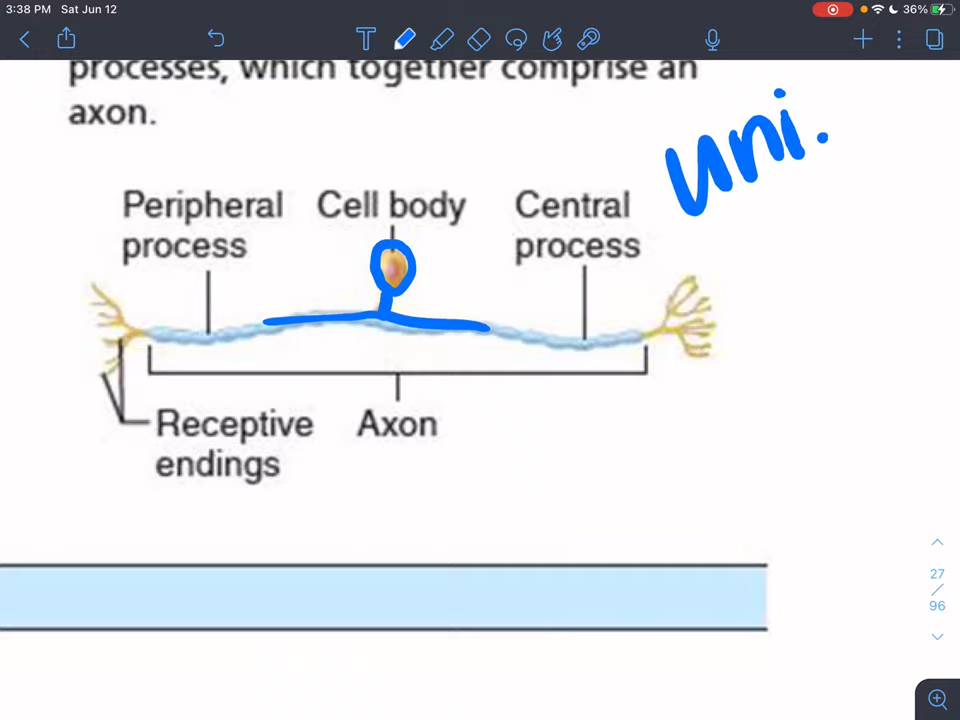 3:38 PM Sat Jun 12
36%
processes, which together comprise an
axon.
uni.
Peripheral Cell body Central
process process
Receptive Axon
endings
27
/
96